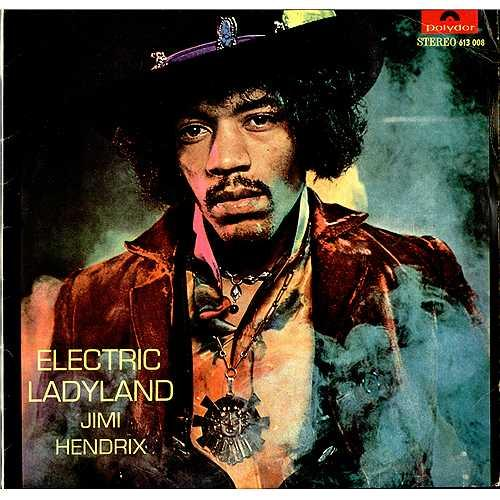 Polydor
STEREO 613 008
ELECTRIC
LADYLAND
JIMI
HENDRIX